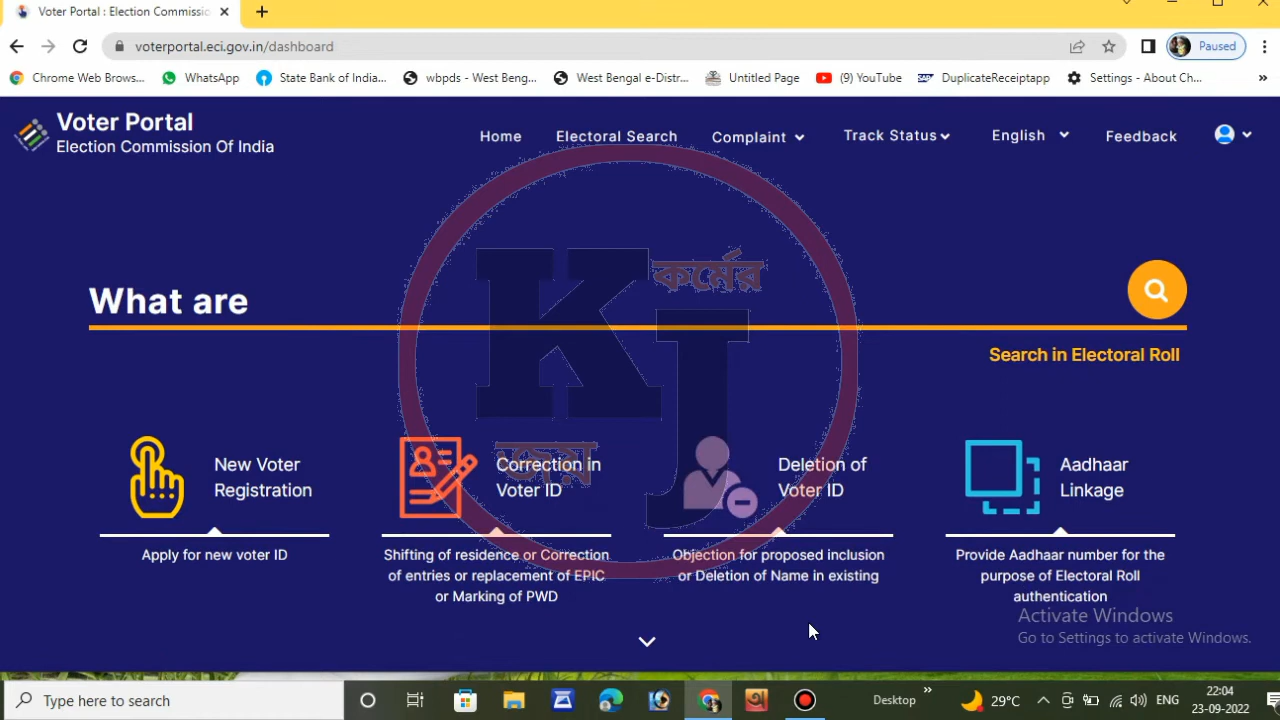 Voter Portal : Election Commissio
voterportal.eci.gov.in/dashboard
Paused
Chrome Web Brows...
WhatsApp
State Bank of India...
wbpds - West Beng...
West Bengal e-Distr...
Untitled Page
(9) YouTube
DuplicateReceiptapp
Settings - About Ch...
»
Voter Portal
Election Commission Of India
Home
Electoral Search
Complaint
Track Status
English
Feedback
কর্মের
KJ
জয়
What are
Search in Electoral Roll
New Voter
Registration
Apply for new voter ID
Correction in
Voter ID
Shifting of residence or Correction
of entries or replacement of EPIC
or Marking of PWD
Deletion of
Voter ID
Objection for proposed inclusion
or Deletion of Name in existing
Aadhaar
Linkage
Provide Aadhaar number for the
purpose of Electoral Roll
authentication
Activate Windows
Go to Settings to activate Windows.
Type here to search
Desktop
»
29°C
ENG
22:04
23-09-2022